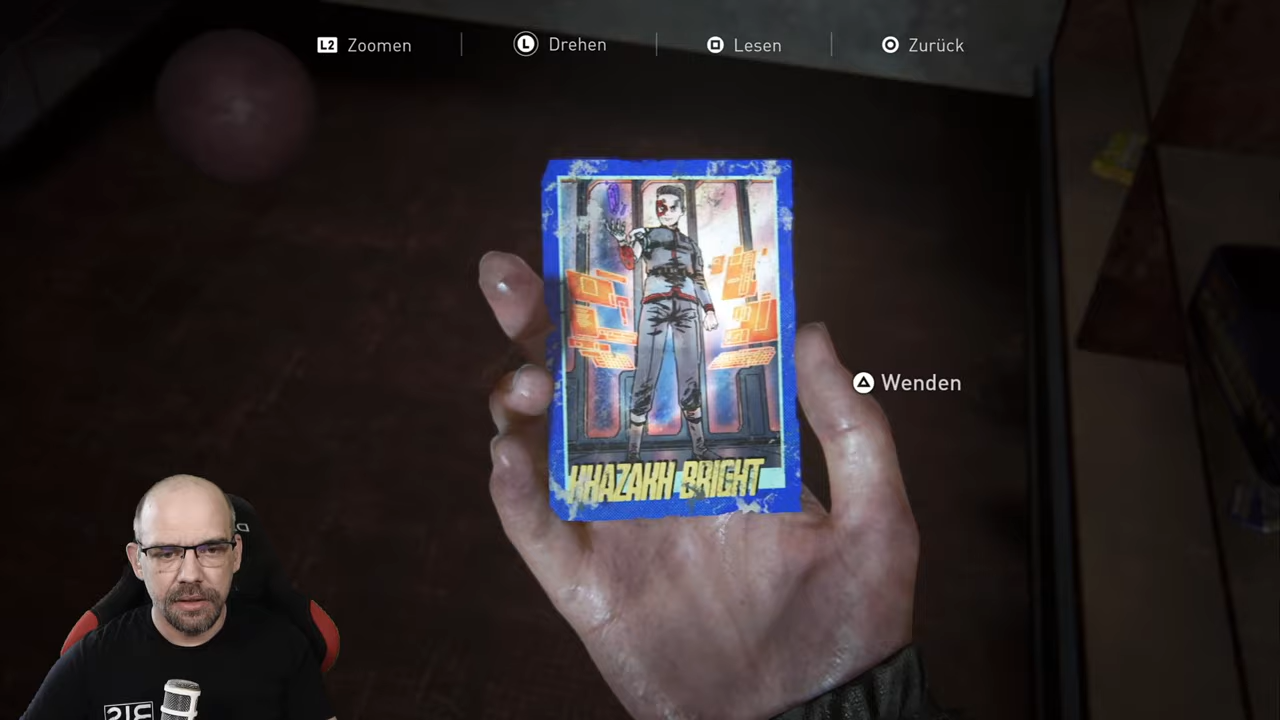 L2 Zoomen
L Drehen
Lesen
Zurück
KHAZAKH BRIGHT
Wenden